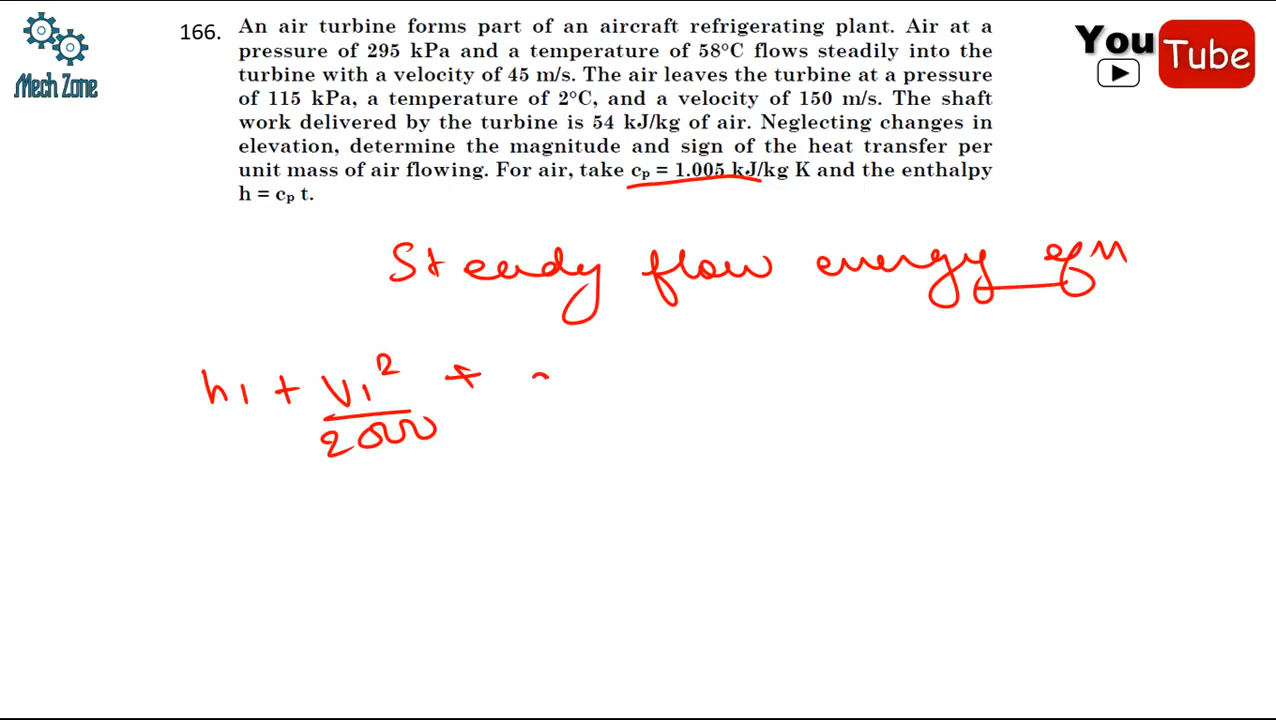 166. An air turbine forms part of an aircraft refrigerating plant. Air at a
pressure of 295 kPa and a temperature of 58°C flows steadily into the
turbine with a velocity of 45 m/s. The air leaves the turbine at a pressure
of 115 kPa, a temperature of 2°C, and a velocity of 150 m/s. The shaft
work delivered by the turbine is 54 kJ/kg of air. Neglecting changes in
elevation, determine the magnitude and sign of the heat transfer per
unit mass of air flowing. For air, take cₚ = 1.005 kJ/kg K and the enthalpy
h = cₚ t.
Mech Zone
You Tube
Steady flow energy eqn
h1 + V1²/2000 +